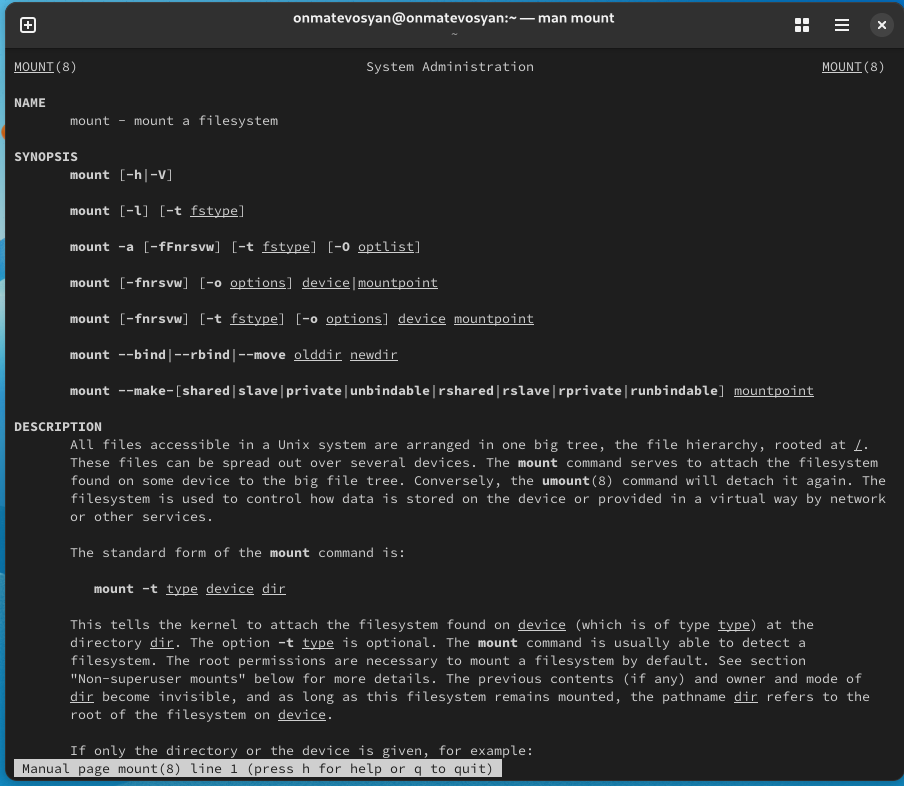 onmatevosyan@onmatevosyan:~ — man mount
~
MOUNT(8) System Administration MOUNT(8)
NAME
mount - mount a filesystem
SYNOPSIS
mount [-h|-V]
mount [-l] [-t fstype]
mount -a [-fFnrsvw] [-t fstype] [-O optlist]
mount [-fnrsvw] [-o options] device|mountpoint
mount [-fnrsvw] [-t fstype] [-o options] device mountpoint
mount --bind|--rbind|--move olddir newdir
mount --make-[shared|slave|private|unbindable|rshared|rslave|rprivate|runbindable] mountpoint
DESCRIPTION
All files accessible in a Unix system are arranged in one big tree, the file hierarchy, rooted at /.
These files can be spread out over several devices. The mount command serves to attach the filesystem
found on some device to the big file tree. Conversely, the umount(8) command will detach it again. The
filesystem is used to control how data is stored on the device or provided in a virtual way by network
or other services.
The standard form of the mount command is:
mount -t type device dir
This tells the kernel to attach the filesystem found on device (which is of type type) at the
directory dir. The option -t type is optional. The mount command is usually able to detect a
filesystem. The root permissions are necessary to mount a filesystem by default. See section
"Non-superuser mounts" below for more details. The previous contents (if any) and owner and mode of
dir become invisible, and as long as this filesystem remains mounted, the pathname dir refers to the
root of the filesystem on device.
If only the directory or the device is given, for example:
Manual page mount(8) line 1 (press h for help or q to quit)